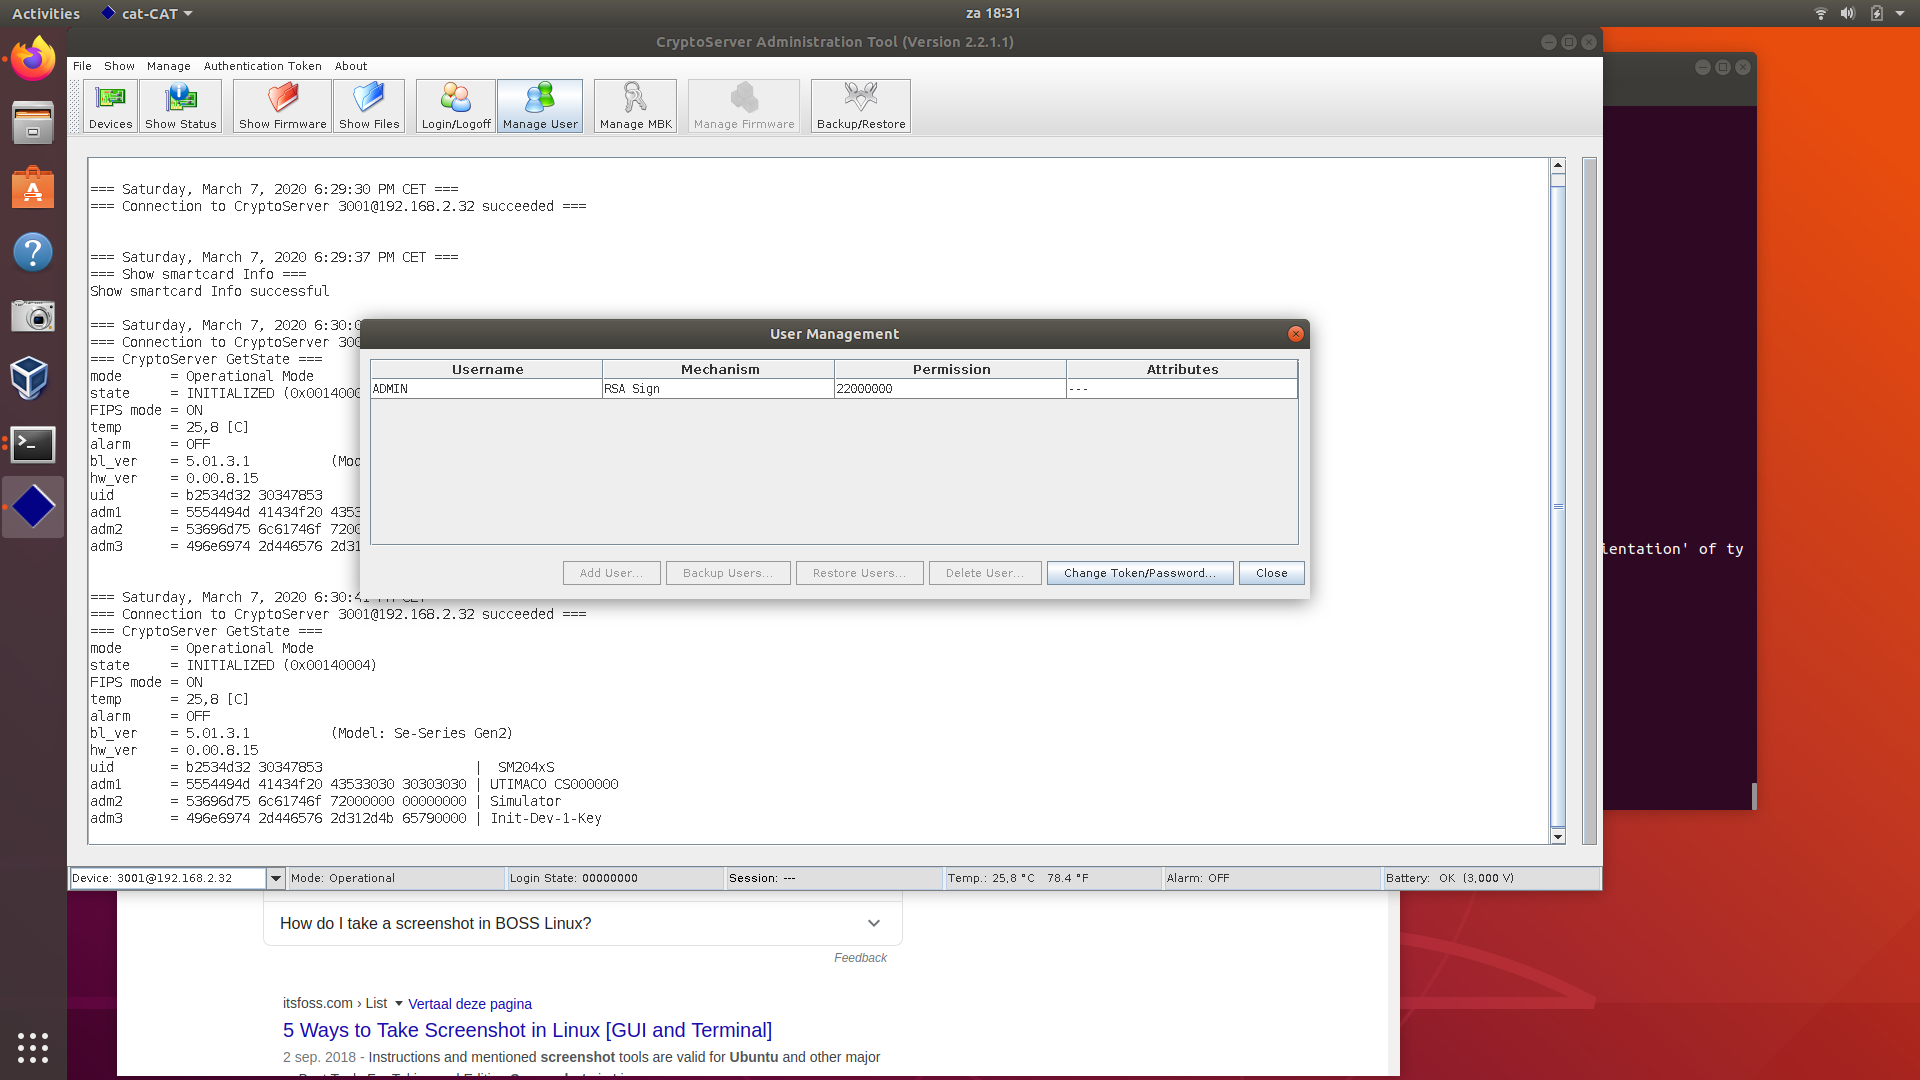 Activities
cat-CAT
za 18:31
CryptoServer Administration Tool (Version 2.2.1.1)
File Show Manage Authentication Token About
Devices Show Status Show Firmware Show Files Login/Logoff Manage User Manage MBK Manage Firmware Backup/Restore
=== Saturday, March 7, 2020 6:29:30 PM CET ===
=== Connection to CryptoServer 3001@192.168.2.32 succeeded ===
=== Saturday, March 7, 2020 6:29:37 PM CET ===
=== Show smartcard Info ===
Show smartcard Info successful
=== Saturday, March 7, 2020 6:30:0
=== Connection to CryptoServer 300
=== CryptoServer GetState ===
mode = Operational Mode
state = INITIALIZED (0x0014000
FIPS mode = ON
temp = 25,8 [C]
alarm = OFF
bl_ver = 5.01.3.1 (Mod
hw_ver = 0.00.8.15
uid = b2534d32 30347853
adm1 = 5554494d 41434f20 4353
adm2 = 53696d75 6c61746f 7200
adm3 = 496e6974 2d446576 2d31
User Management
Username Mechanism Permission Attributes
ADMIN RSA Sign 22000000 ---
Add User... Backup Users... Restore Users... Delete User... Change Token/Password... Close
ientation' of ty
=== Saturday, March 7, 2020 6:30:41 PM CET
=== Connection to CryptoServer 3001@192.168.2.32 succeeded ===
=== CryptoServer GetState ===
mode = Operational Mode
state = INITIALIZED (0x00140004)
FIPS mode = ON
temp = 25,8 [C]
alarm = OFF
bl_ver = 5.01.3.1 (Model: Se-Series Gen2)
hw_ver = 0.00.8.15
uid = b2534d32 30347853 | SM204xS
adm1 = 5554494d 41434f20 43533030 30303030 | UTIMACO CS000000
adm2 = 53696d75 6c61746f 72000000 00000000 | Simulator
adm3 = 496e6974 2d446576 2d312d4b 65790000 | Init-Dev-1-Key
Device: 3001@192.168.2.32 Mode: Operational Login State: 00000000 Session: --- Temp.: 25,8 °C 78.4 °F Alarm: OFF Battery: OK (3,000 V)
How do I take a screenshot in BOSS Linux?
Feedback
itsfoss.com › List Vertaal deze pagina
5 Ways to Take Screenshot in Linux [GUI and Terminal]
2 sep. 2018 - Instructions and mentioned screenshot tools are valid for Ubuntu and other major